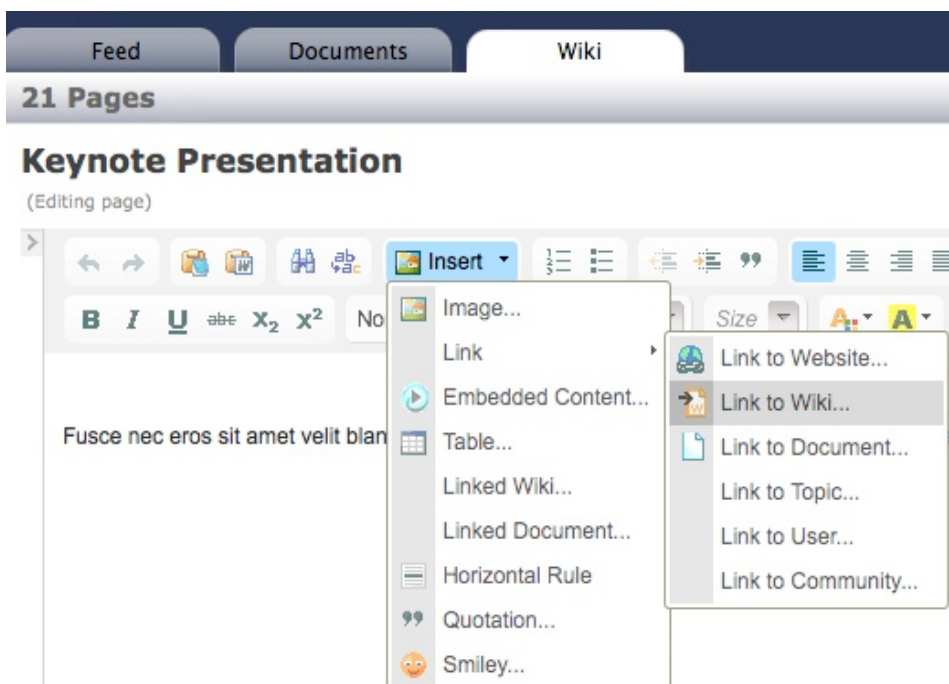 Feed Documents Wiki
21 Pages
Keynote Presentation
(Editing page)
Insert
B I U abc X₂ X² No Size A A
Image...
Link
Embedded Content...
Table...
Linked Wiki...
Linked Document...
Horizontal Rule
Quotation...
Smiley...
Link to Website...
Link to Wiki...
Link to Document...
Link to Topic...
Link to User...
Link to Community...
Fusce nec eros sit amet velit blan